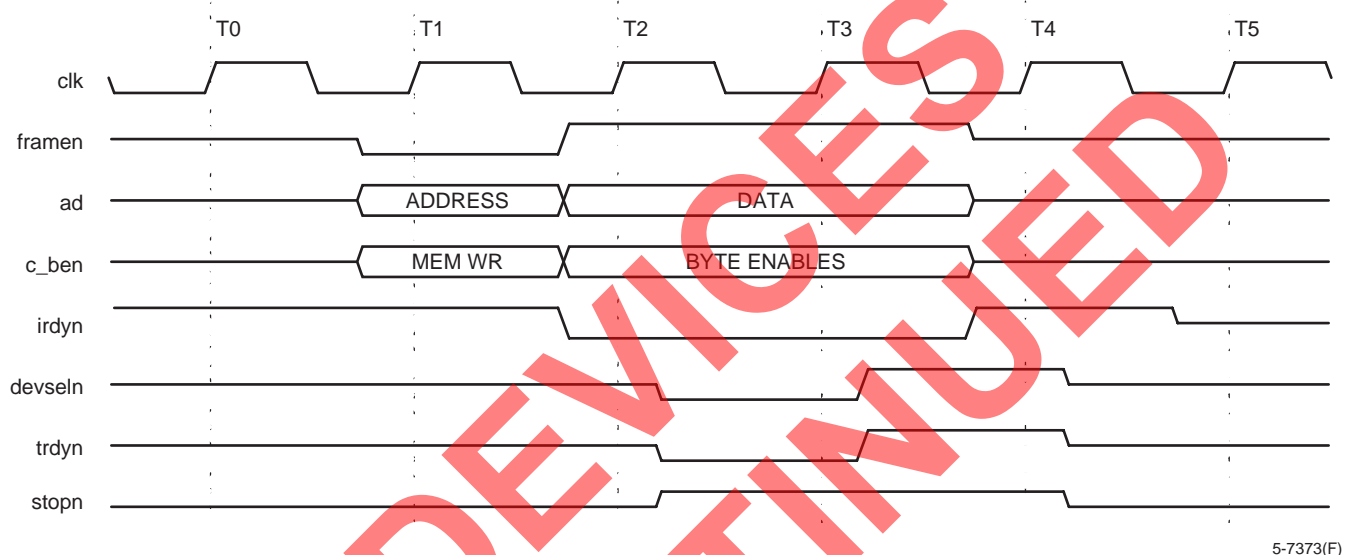 T0 T1 T2 T3 T4 T5
clk
framen
ad ADDRESS DATA
c_ben MEM WR BYTE ENABLES
irdyn
devseln
trdyn
stopn
DEVICES
TINUED
5-7373(F)